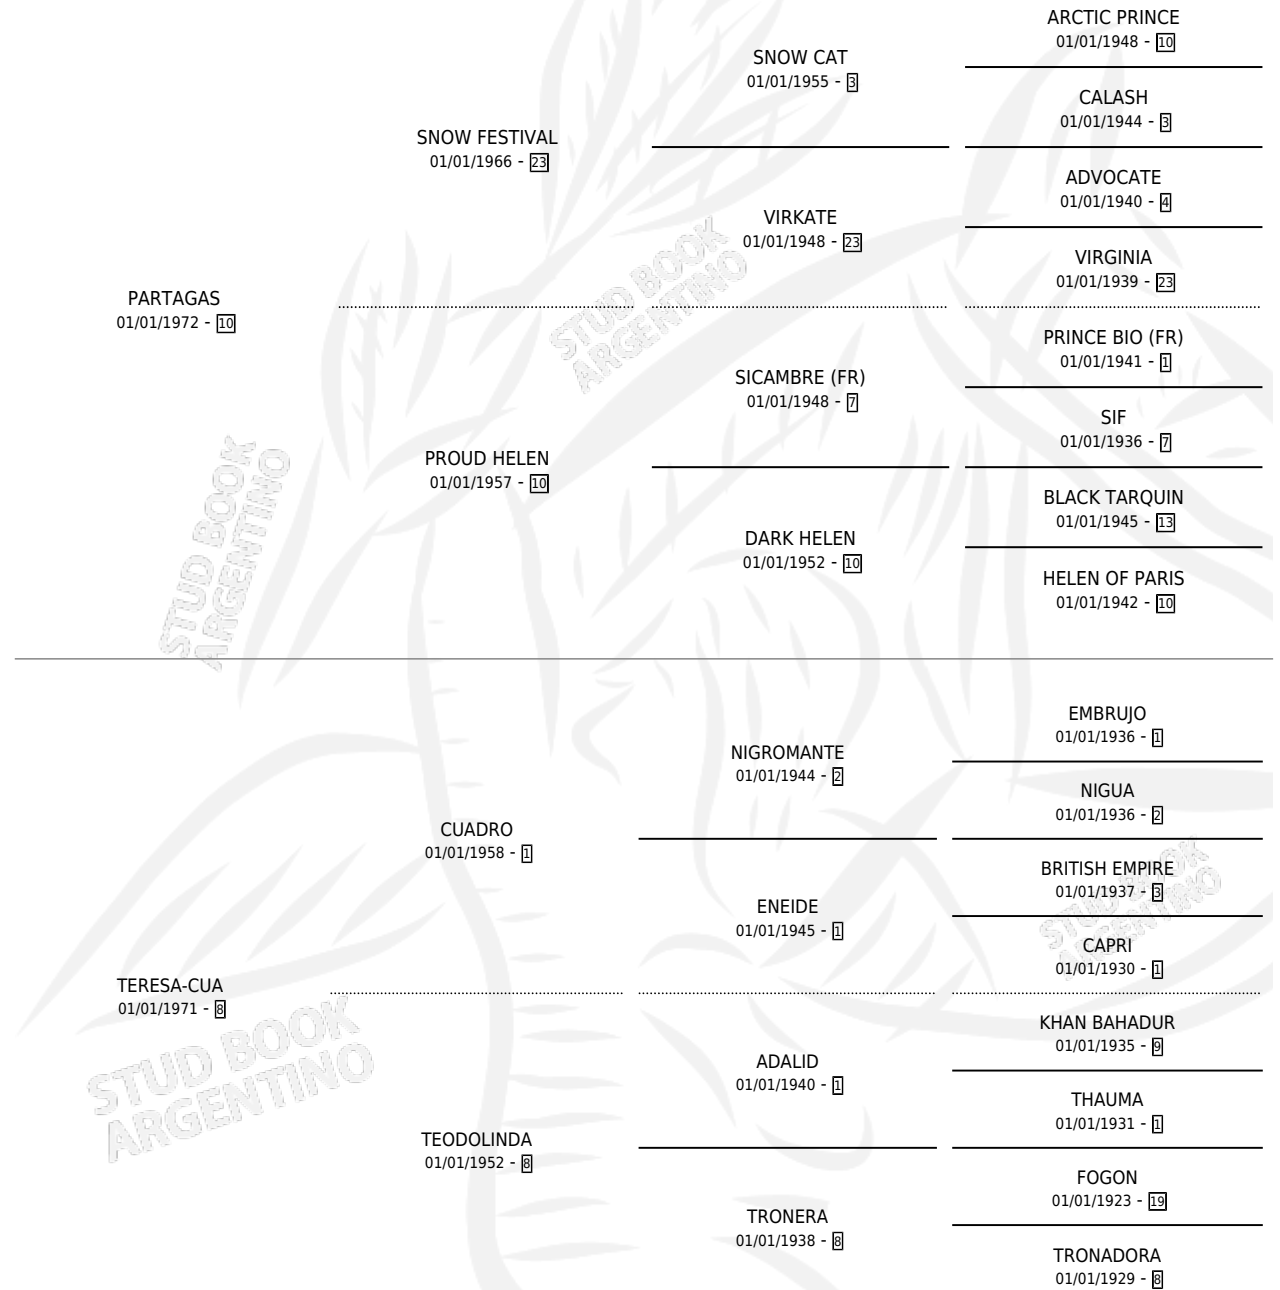 ARCTIC PRINCE
01/01/1948 - 10
SNOW CAT
01/01/1955 - 3
CALASH
01/01/1944 - 3
SNOW FESTIVAL
01/01/1966 - 23
ADVOCATE
01/01/1940 - 4
VIRKATE
01/01/1948 - 23
VIRGINIA
01/01/1939 - 23
PARTAGAS
01/01/1972 - 10
PRINCE BIO (FR)
01/01/1941 - 1
SICAMBRE (FR)
01/01/1948 - 7
SIF
01/01/1936 - 7
PROUD HELEN
01/01/1957 - 10
BLACK TARQUIN
01/01/1945 - 13
DARK HELEN
01/01/1952 - 10
HELEN OF PARIS
01/01/1942 - 10
EMBRUJO
01/01/1936 - 1
NIGROMANTE
01/01/1944 - 2
NIGUA
01/01/1936 - 2
CUADRO
01/01/1958 - 1
BRITISH EMPIRE
01/01/1937 - 3
ENEIDE
01/01/1945 - 1
CAPRI
01/01/1930 - 1
TERESA-CUA
01/01/1971 - 8
KHAN BAHADUR
01/01/1935 - 9
ADALID
01/01/1940 - 1
THAUMA
01/01/1931 - 1
TEODOLINDA
01/01/1952 - 8
FOGON
01/01/1923 - 19
TRONERA
01/01/1938 - 8
TRONADORA
01/01/1929 - 8
STUD BOOK
ARGENTINO
STUD BOOK
ARGENTINO
STUD BOOK
ARGENTINO
STUD BOOK
ARGENTINO